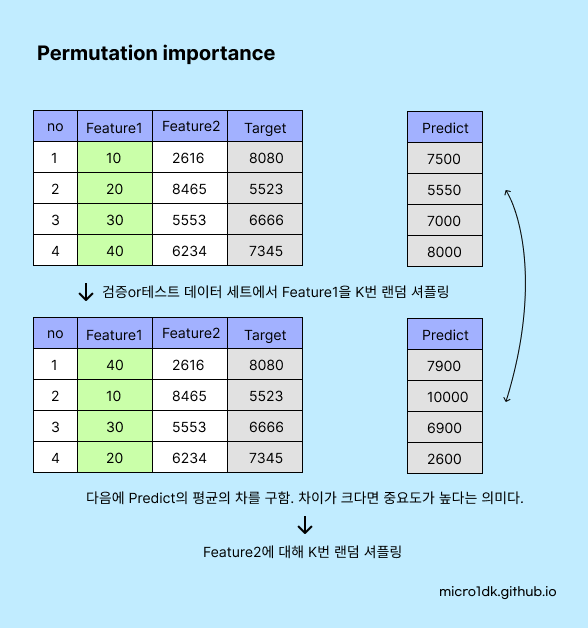 Permutation importance
no Feature1 Feature2 Target Predict
1 10 2616 8080 7500
2 20 8465 5523 5550
3 30 5553 6666 7000
4 40 6234 7345 8000
검증or테스트 데이터 세트에서 Feature1을 K번 랜덤 셔플링
no Feature1 Feature2 Target Predict
1 40 2616 8080 7900
2 10 8465 5523 10000
3 30 5553 6666 6900
4 20 6234 7345 2600
다음에 Predict의 평균의 차를 구함. 차이가 크다면 중요도가 높다는 의미다.
Feature2에 대해 K번 랜덤 셔플링
micro1dk.github.io